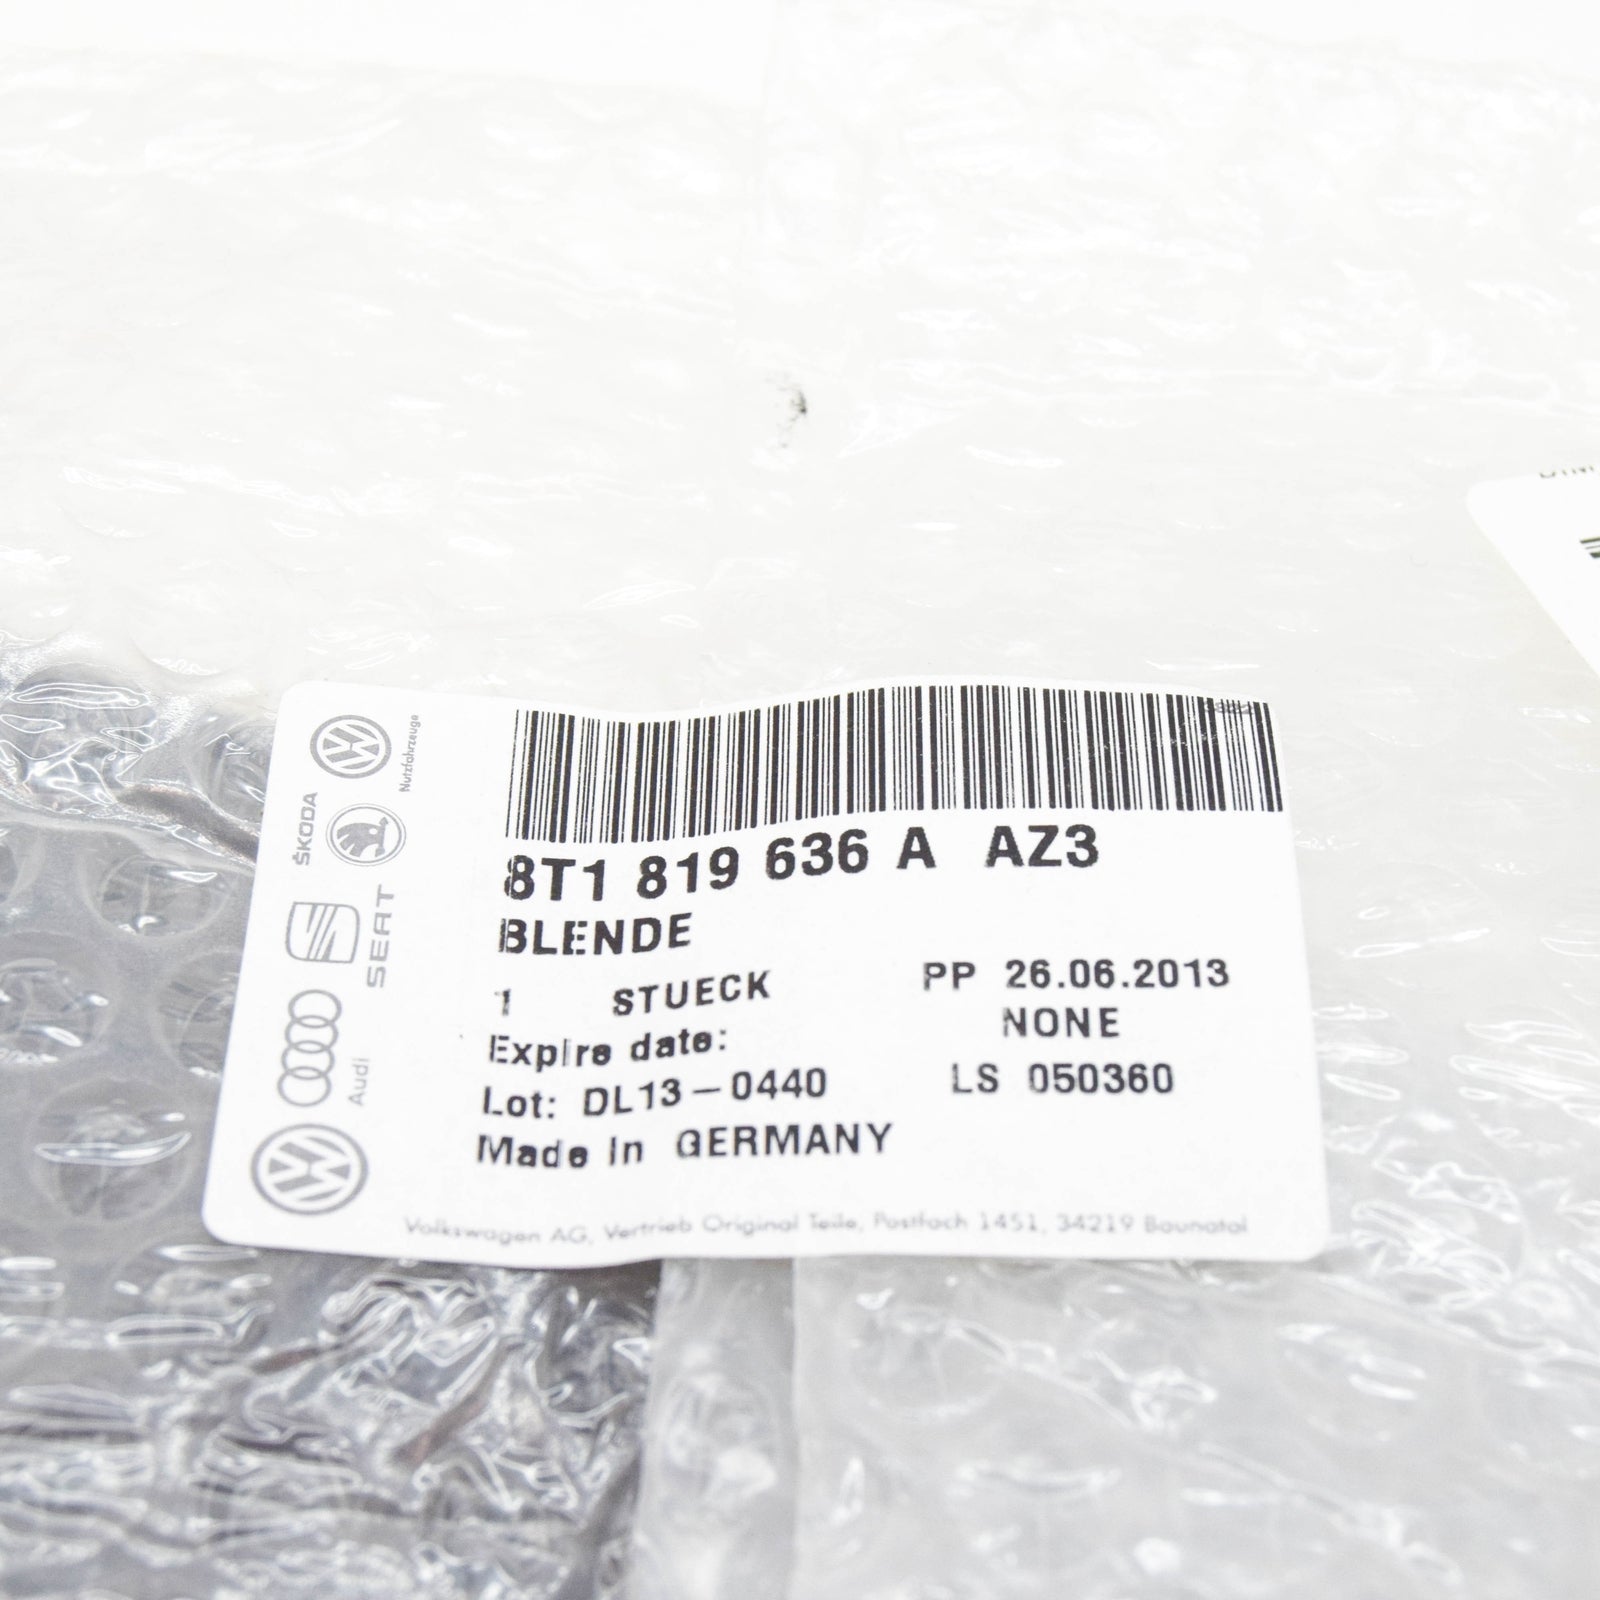 Nutzfahrzeuge
ŠKODA
SEAT
Audi
8T1 819 636 A AZ3
BLENDE
1 STUECK PP 26.06.2013
Expire date: NONE
Lot: DL13-0440 LS 050360
Made in GERMANY
Volkswagen AG, Vertrieb Original Teile, Postfach 1451, 34219 Baunatal